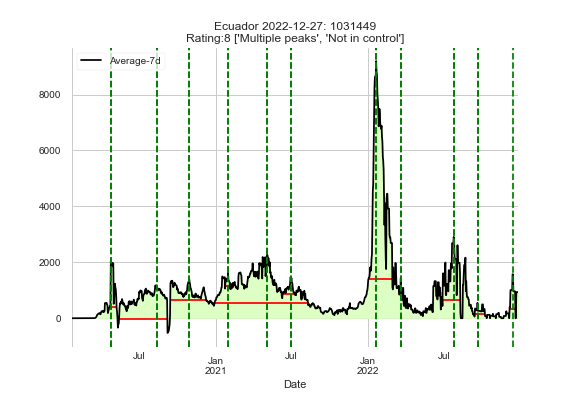 Ecuador 2022-12-27: 1031449
Rating:8 ['Multiple peaks', 'Not in control']
Average-7d
8000
6000
4000
2000
0
Jul
Jan
2021
Jul
Jan
2022
Jul
Date